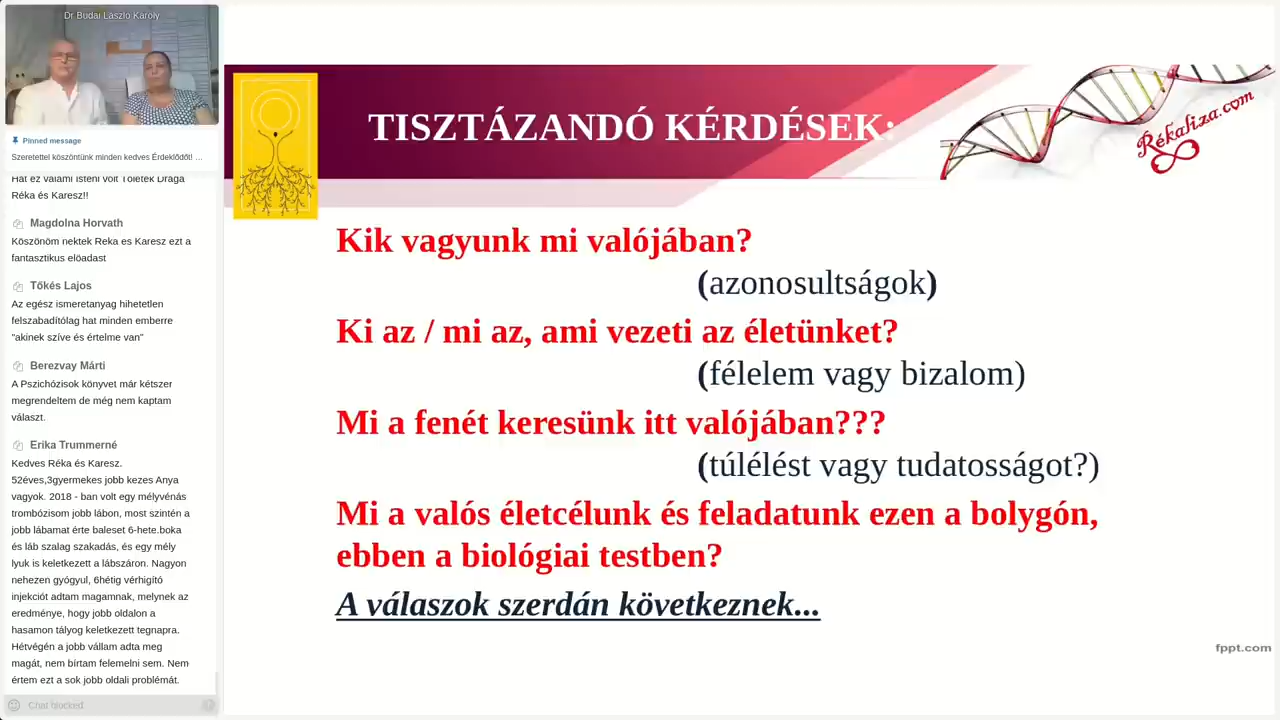 Dr Budai László Károly
Pinned message
Szeretettel köszöntünk minden kedves Érdeklődőt! ...
Hát ez valami Isteni volt Tőletek Drága
Réka és Karesz!!
Magdolna Horvath
Köszönöm nektek Reka es Karesz ezt a
fantasztikus elöadast
Tőkés Lajos
Az egész ismeretanyag hihetetlen
felszabadítólag hat minden emberre
"akinek szíve és értelme van"
Berezvay Márti
A Pszichózisok könyvet már kétszer
megrendeltem de még nem kaptam
választ.
Erika Trummerné
Kedves Réka és Karesz.
52éves,3gyermekes jobb kezes Anya
vagyok. 2018 - ban volt egy mélyvénás
trombózisom jobb lábon, most szintén a
jobb lábamat érte baleset 6-hete.boka
és láb szalag szakadás, és egy mély
lyuk is keletkezett a lábszáron. Nagyon
nehezen gyógyul, 6hétig vérhigító
injekciót adtam magamnak, melynek az
eredménye, hogy jobb oldalon a
hasamon tályog keletkezett tegnapra.
Hétvégén a jobb vállam adta meg
magát, nem bírtam felemelni sem. Nem
értem ezt a sok jobb oldali problémát.
Chat blocked
TISZTÁZANDÓ KÉRDÉSEK:
Rékaliza.com
Kik vagyunk mi valójában?
(azonosultságok)
Ki az / mi az, ami vezeti az életünket?
(félelem vagy bizalom)
Mi a fenét keresünk itt valójában???
(túlélést vagy tudatosságot?)
Mi a valós életcélunk és feladatunk ezen a bolygón,
ebben a biológiai testben?
A válaszok szerdán következnek...
fppt.com